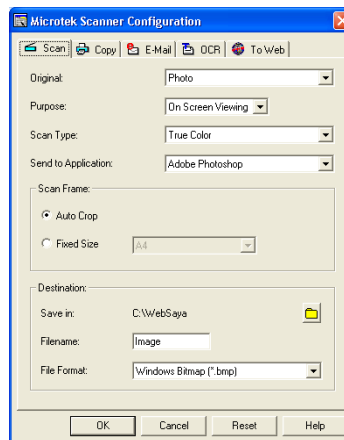 Microtek Scanner Configuration
Scan Copy E-Mail OCR To Web
Original: Photo
Purpose: On Screen Viewing
Scan Type: True Color
Send to Application: Adobe Photoshop
Scan Frame:
Auto Crop
Fixed Size A4
Destination:
Save in: C:\WebSaya
Filename: Image
File Format: Windows Bitmap (*.bmp)
OK Cancel Reset Help